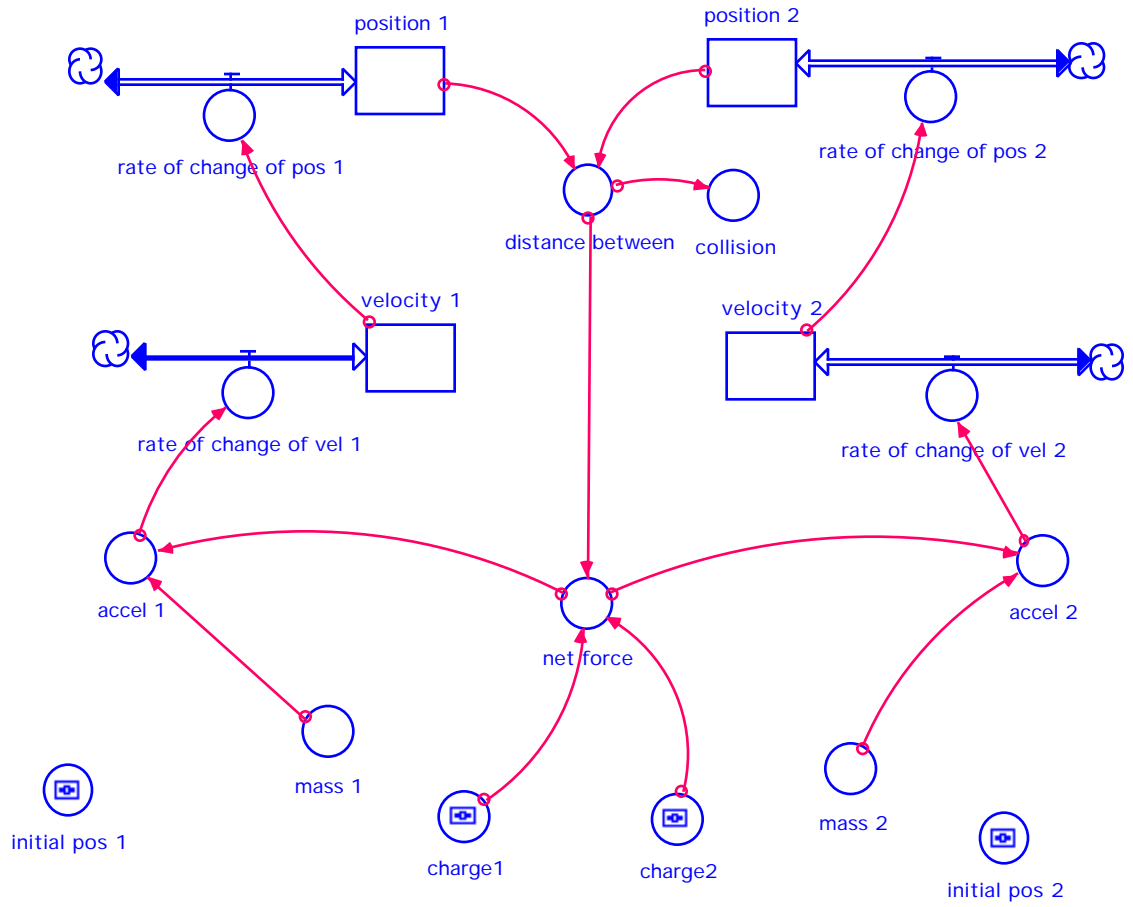 position 1
position 2
rate of change of pos 1
rate of change of pos 2
distance between
collision
velocity 1
velocity 2
rate of change of vel 1
rate of change of vel 2
accel 1
accel 2
net force
mass 1
mass 2
initial pos 1
charge1
charge2
initial pos 2